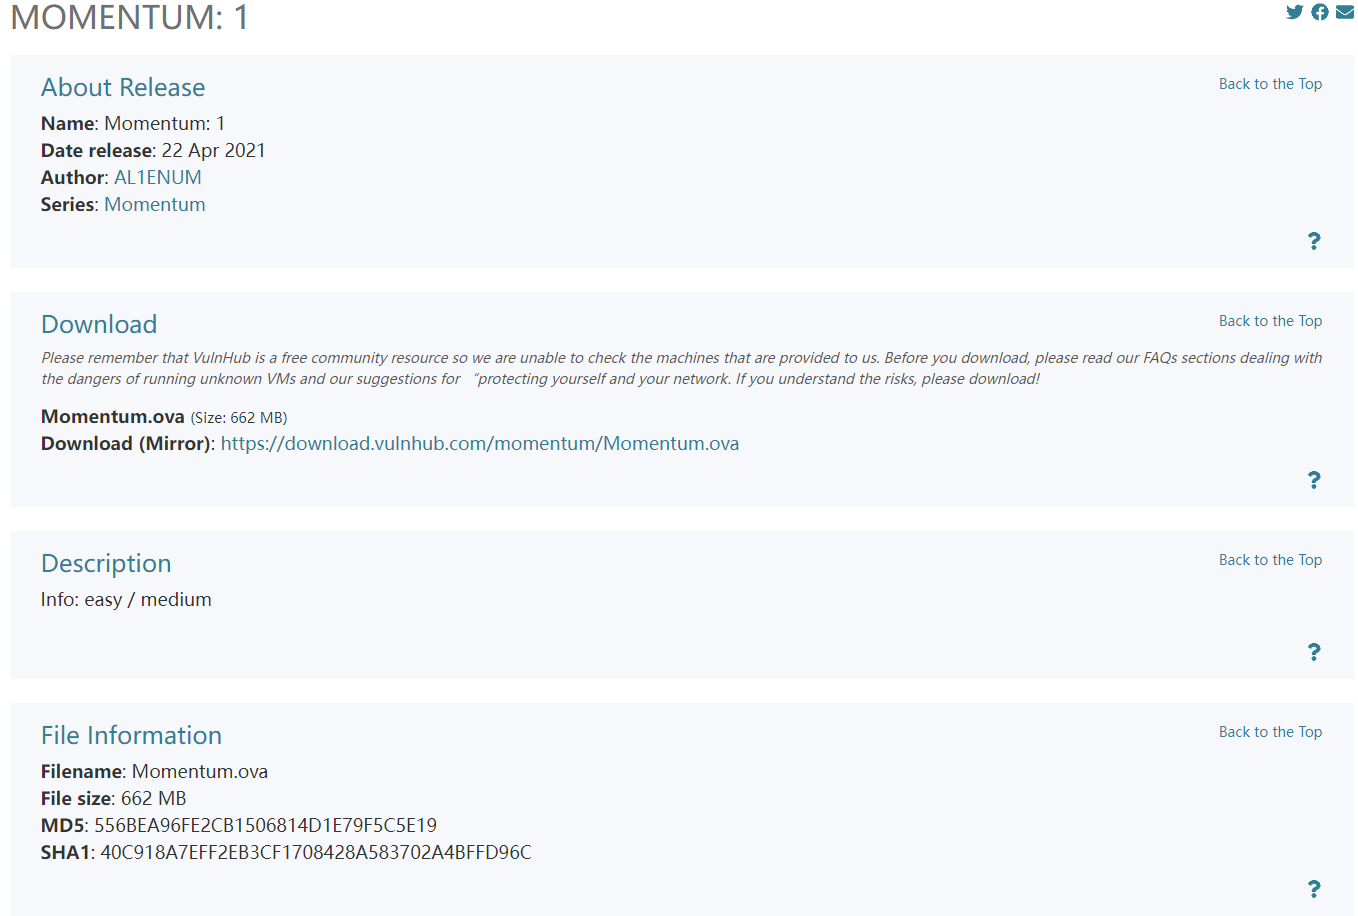 MOMENTUM: 1
About Release
Back to the Top
Name: Momentum: 1
Date release: 22 Apr 2021
Author: AL1ENUM
Series: Momentum
?
Download
Back to the Top
Please remember that VulnHub is a free community resource so we are unable to check the machines that are provided to us. Before you download, please read our FAQs sections dealing with
the dangers of running unknown VMs and our suggestions for “protecting yourself and your network. If you understand the risks, please download!
Momentum.ova (Size: 662 MB)
Download (Mirror): https://download.vulnhub.com/momentum/Momentum.ova
?
Description
Back to the Top
Info: easy / medium
?
File Information
Back to the Top
Filename: Momentum.ova
File size: 662 MB
MD5: 556BEA96FE2CB1506814D1E79F5C5E19
SHA1: 40C918A7EFF2EB3CF1708428A583702A4BFFD96C
?